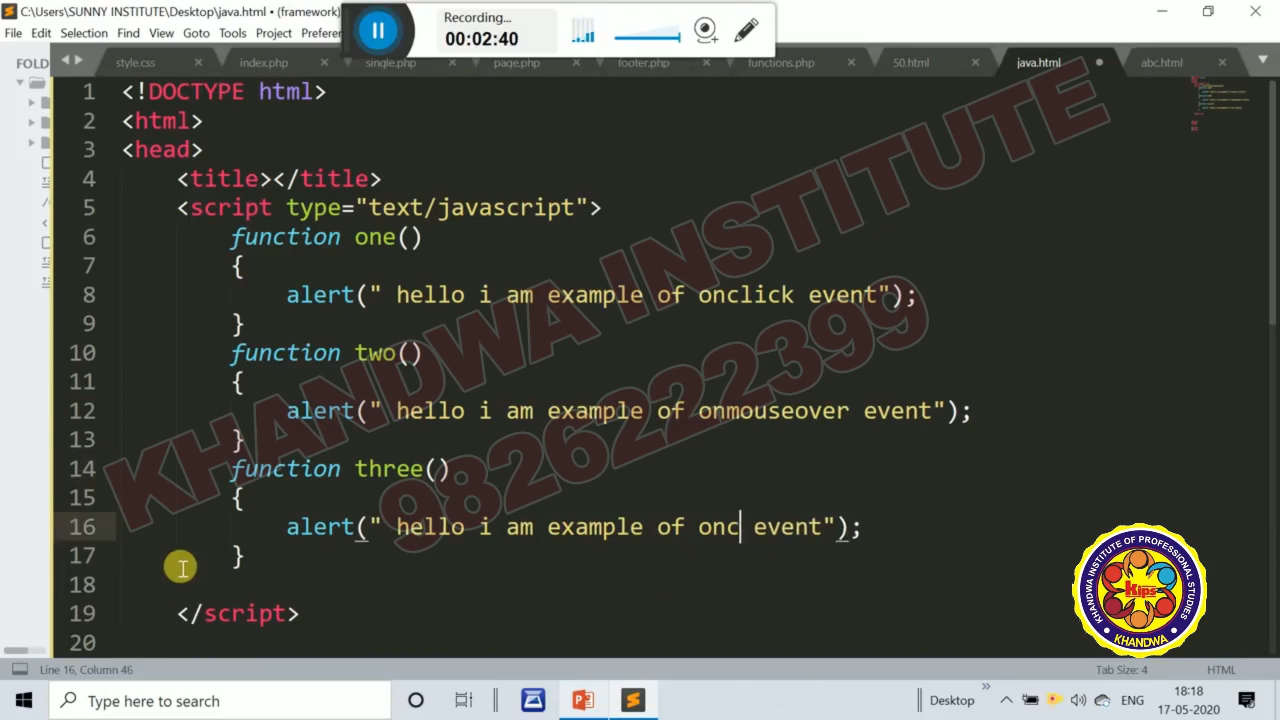 C:\Users\SUNNY INSTITUTE\Desktop\java.html • (framework)
Recording...
00:02:40
File Edit Selection Find View Goto Tools Project Preferen
FOLD
style.css index.php single.php page.php footer.php functions.php 50.html java.html abc.html
1 <!DOCTYPE html>
2 <html>
3 <head>
4 <title></title>
5 <script type="text/javascript">
6 function one()
7 {
8 alert(" hello i am example of onclick event");
9 }
10 function two()
11 {
12 alert(" hello i am example of onmouseover event");
13 }
14 function three()
15 {
16 alert(" hello i am example of onc event");
17 }
18
19 </script>
20
KHANDWA INSTITUTE
9826222399
KHANDWA INSTITUTE OF PROFESSIONAL STUDIES
Kips
KHANDWA
Line 16, Column 46
Tab Size: 4
HTML
Type here to search
Desktop
ENG
18:18
17-05-2020